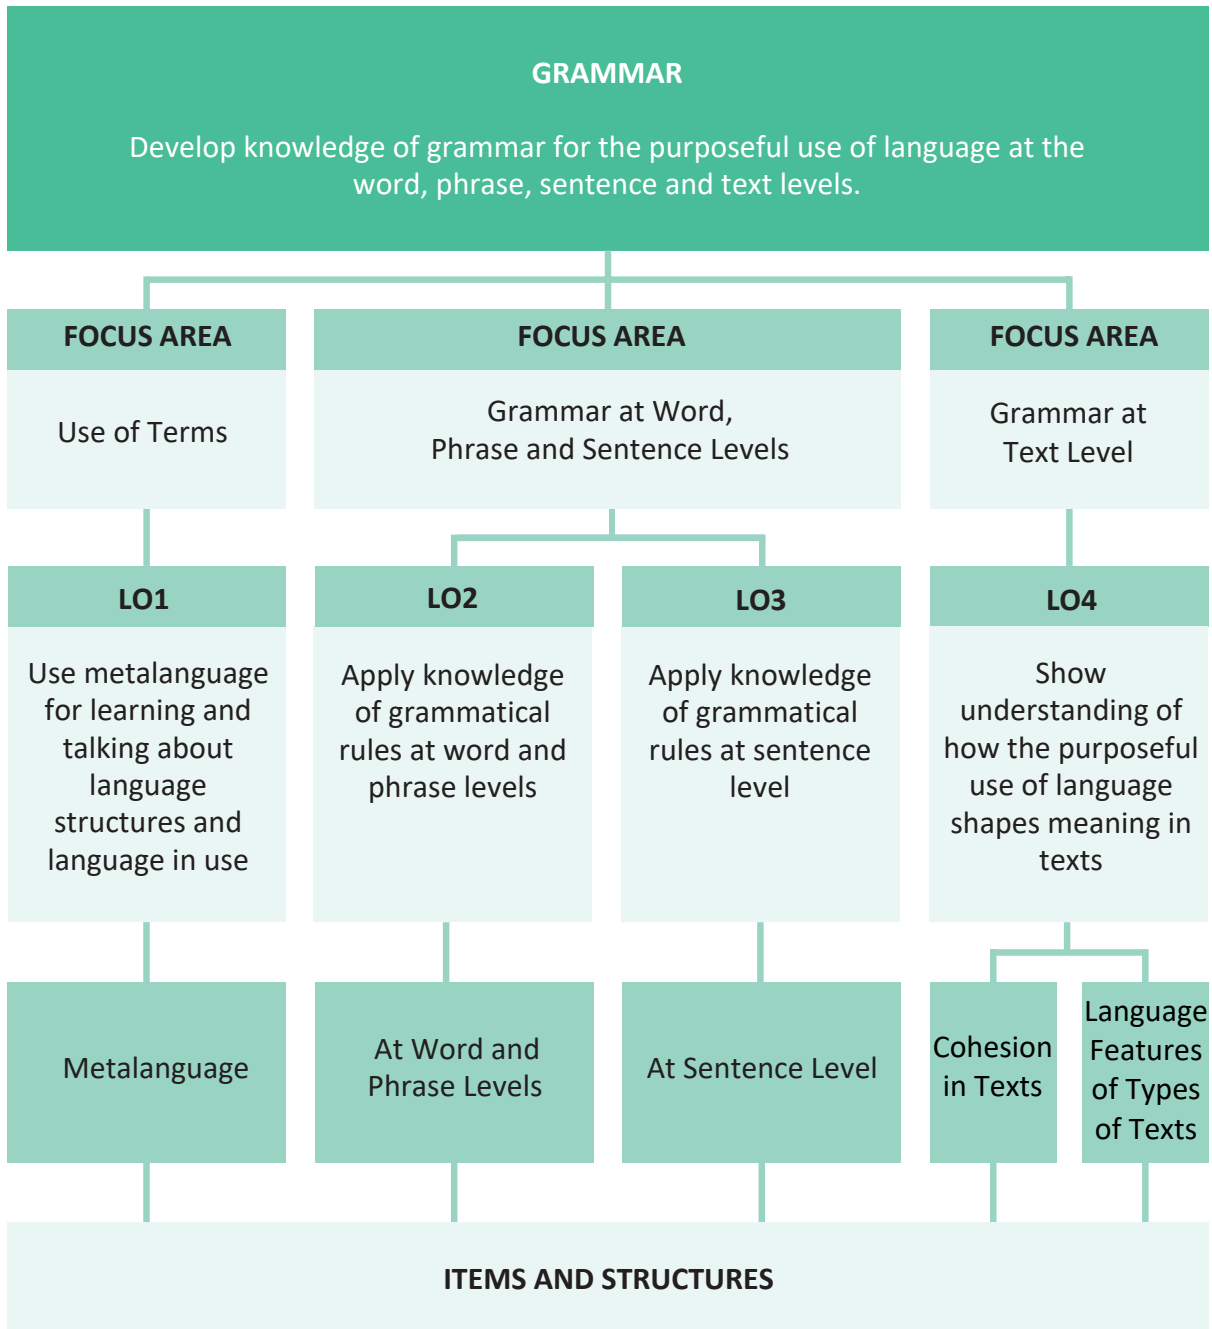 GRAMMAR
Develop knowledge of grammar for the purposeful use of language at the
word, phrase, sentence and text levels.
FOCUS AREA
Use of Terms
FOCUS AREA
Grammar at Word,
Phrase and Sentence Levels
FOCUS AREA
Grammar at
Text Level
LO1
Use metalanguage
for learning and
talking about
language
structures and
language in use
LO2
Apply knowledge
of grammatical
rules at word and
phrase levels
LO3
Apply knowledge
of grammatical
rules at sentence
level
LO4
Show
understanding of
how the purposeful
use of language
shapes meaning in
texts
Metalanguage
At Word and
Phrase Levels
At Sentence Level
Cohesion
in Texts
Language
Features
of Types
of Texts
ITEMS AND STRUCTURES